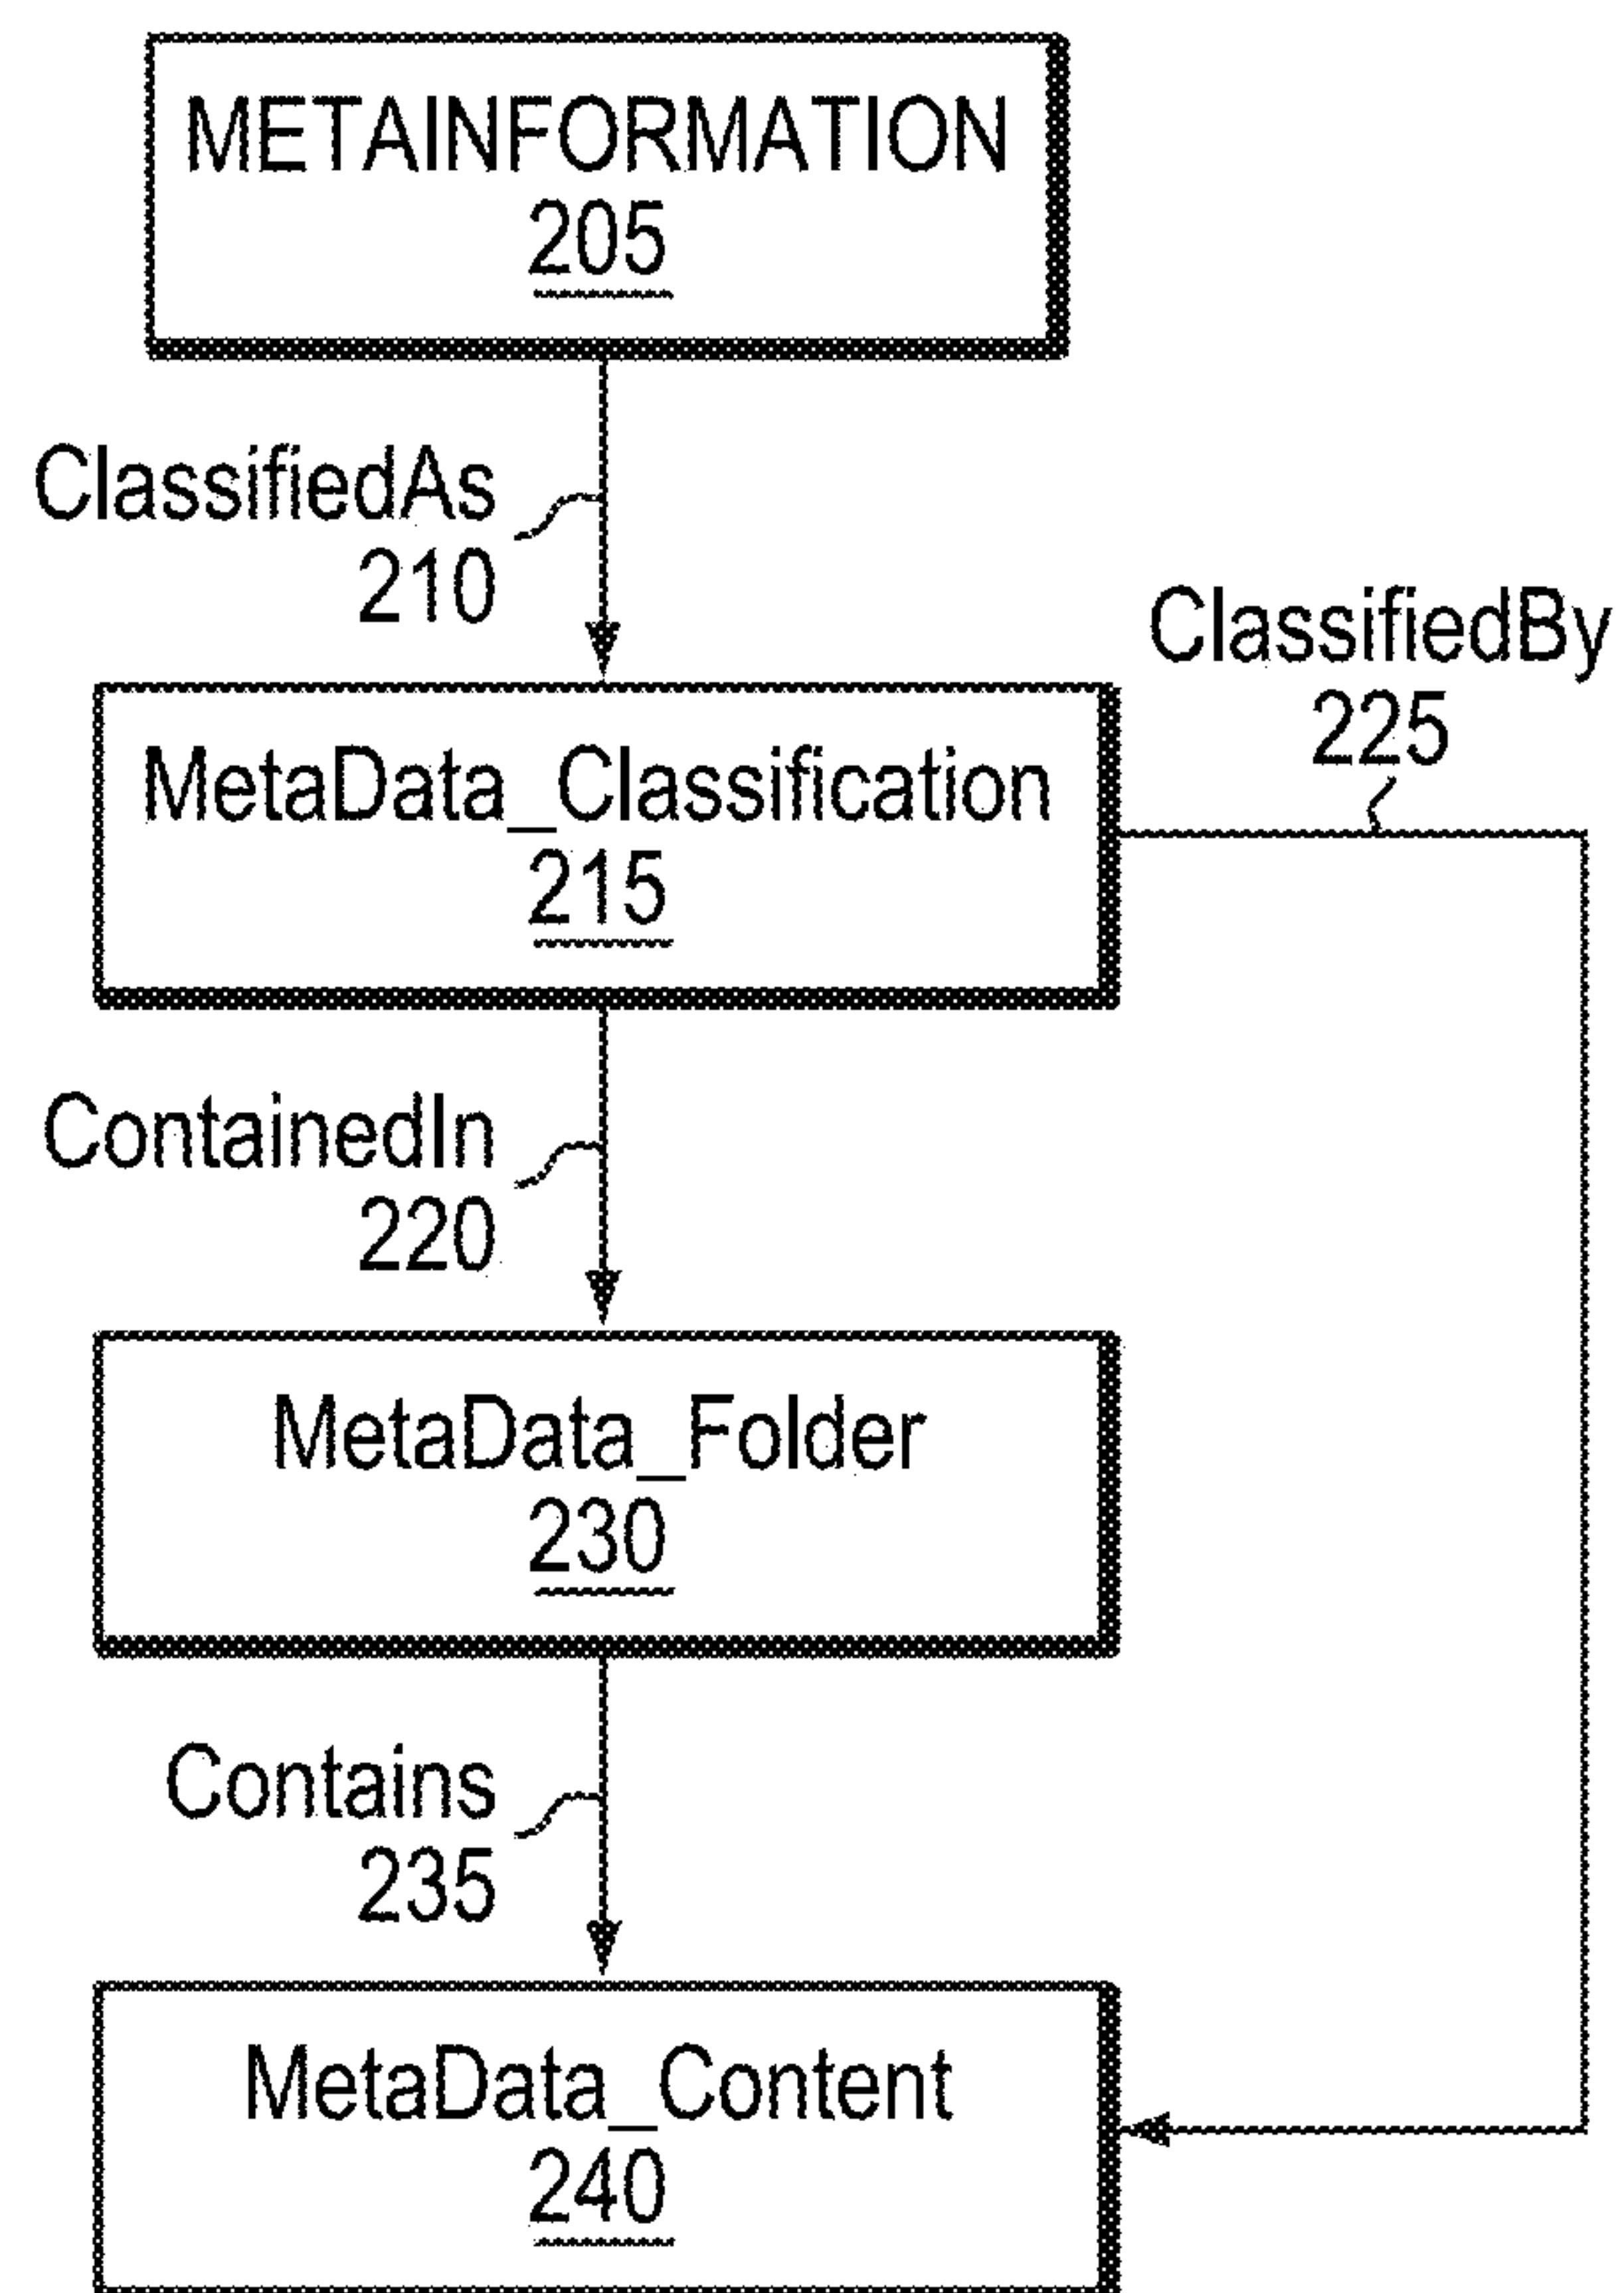 METAINFORMATION
205
ClassifiedAs
210
ClassifiedBy
225
MetaData_Classification
215
ContainedIn
220
MetaData_Folder
230
Contains
235
MetaData_Content
240